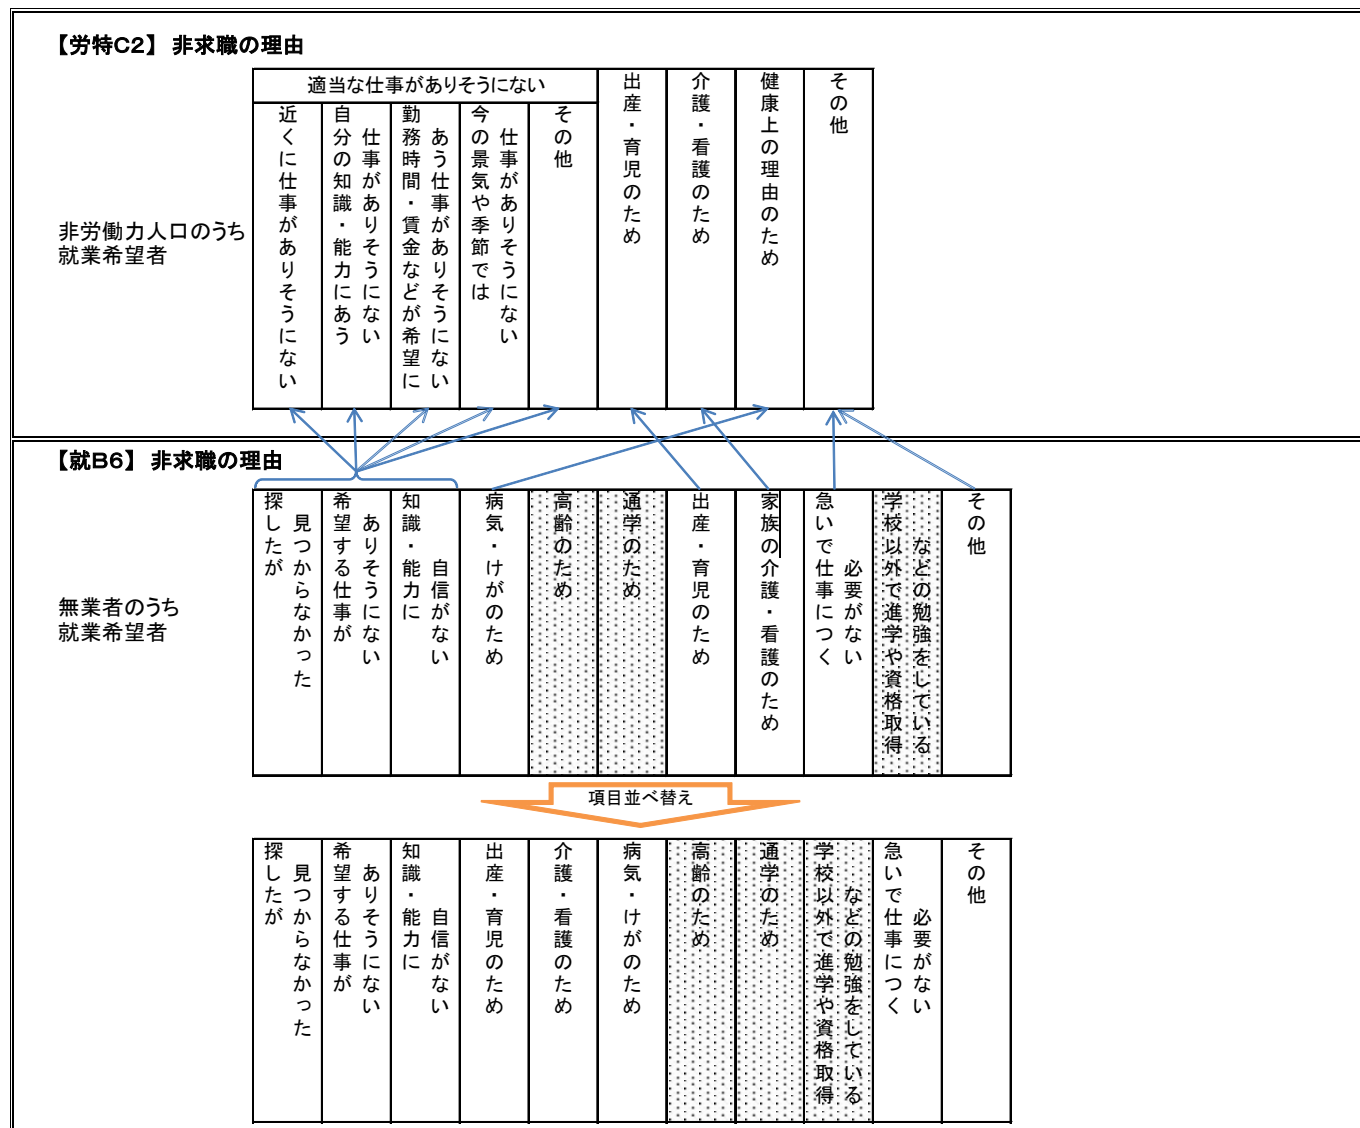 【労特C2】 非求職の理由
適当な仕事がありそうにない
近くに仕事がありそうにない
自分の知識・能力にあう
仕事がありそうにない
勤務時間・賃金などが希望に
あう仕事がありそうにない
今の景気や季節では
仕事がありそうにない
その他
出産・育児のため
介護・看護のため
健康上の理由のため
その他
非労働力人口のうち
就業希望者
【就B6】 非求職の理由
探したが
見つからなかった
希望する仕事が
ありそうにない
知識・能力に
自信がない
病気・けがのため
高齢のため
通学のため
出産・育児のため
家族の介護・看護のため
急いで仕事につく
必要がない
学校以外で進学や資格取得
などの勉強をしている
その他
無業者のうち
就業希望者
項目並べ替え
探したが
見つからなかった
希望する仕事が
ありそうにない
知識・能力に
自信がない
出産・育児のため
介護・看護のため
病気・けがのため
高齢のため
通学のため
学校以外で進学や資格取得
などの勉強をしている
急いで仕事につく
必要がない
その他